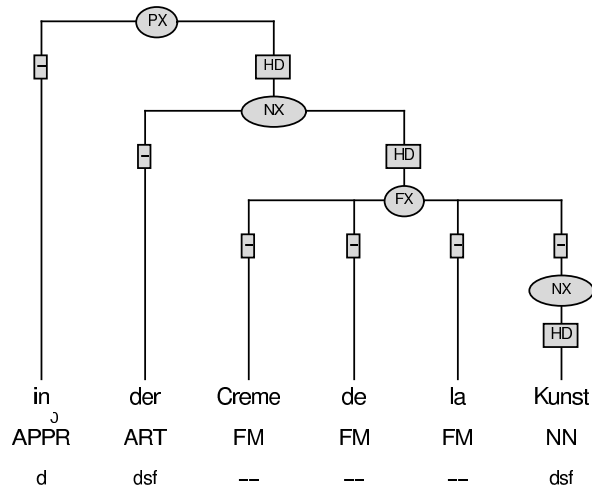 PX
– HD
NX
– HD
FX
– – – –
NX
HD
in der Creme de la Kunst
APPR ART FM FM FM NN
d dsf -- -- -- dsf